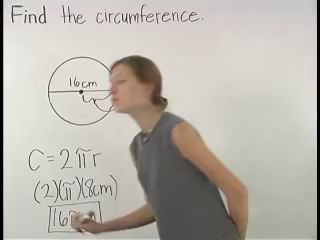 Find the circumference.
16cm
C = 2πr
(2)(π)(8cm)